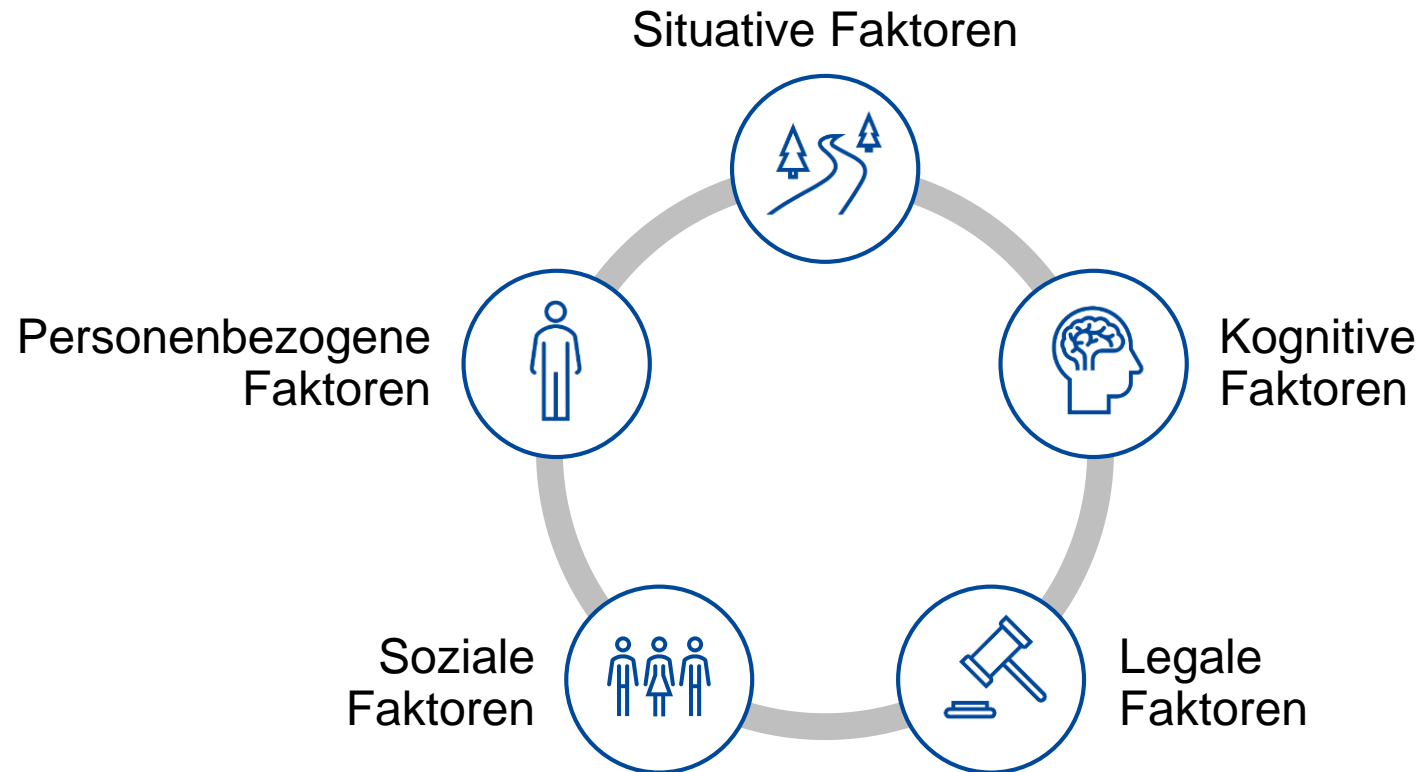 Situative Faktoren
Personenbezogene
Faktoren
Kognitive
Faktoren
Soziale
Faktoren
Legale
Faktoren